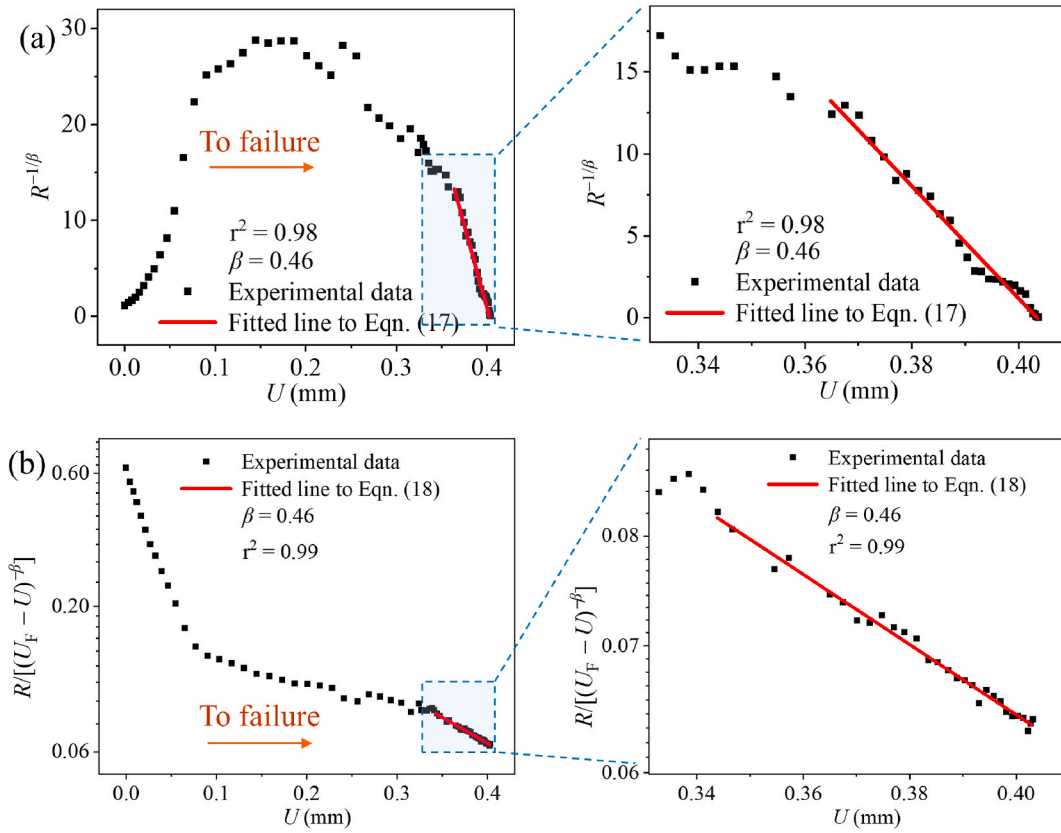 (a)
30
20
10
0
R^{-1/β}
To failure
r² = 0.98
β = 0.46
Experimental data
Fitted line to Eqn. (17)
0.0 0.1 0.2 0.3 0.4
U (mm)
15
10
5
0
R^{-1/β}
r² = 0.98
β = 0.46
Experimental data
Fitted line to Eqn. (17)
0.34 0.36 0.38 0.40
U (mm)
(b)
0.60
0.20
0.06
R/[(U_F − U)^{-β}]
Experimental data
Fitted line to Eqn. (18)
β = 0.46
r² = 0.99
To failure
0.0 0.1 0.2 0.3 0.4
U (mm)
0.08
0.07
0.06
R/[(U_F − U)^{-β}]
Experimental data
Fitted line to Eqn. (18)
β = 0.46
r² = 0.99
0.34 0.36 0.38 0.40
U (mm)